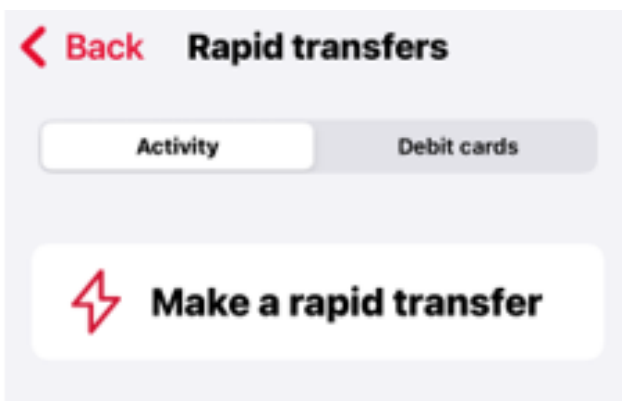 Back Rapid transfers
Activity Debit cards
Make a rapid transfer